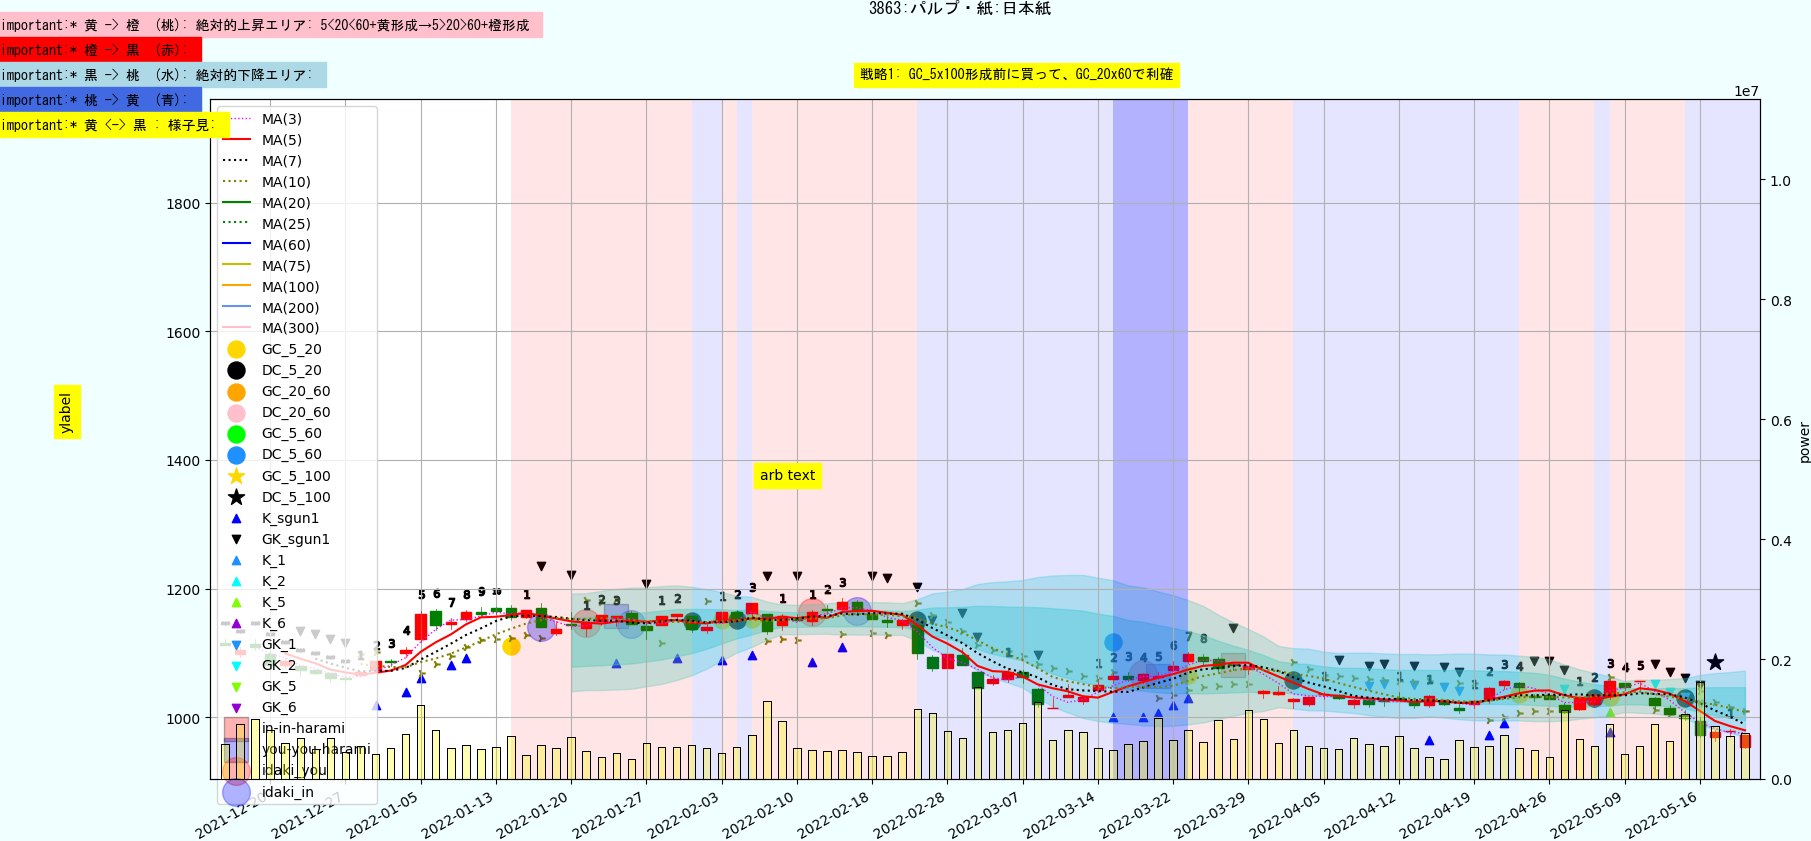 3863:パルプ・紙:日本紙
important:* 黄 -> 橙 (桃): 絶対的上昇エリア: 5<20<60+黄形成→5>20>60+橙形成
important:* 橙 -> 黒 (赤):
important:* 黒 -> 桃 (水): 絶対的下降エリア:
戦略1: GC_5x100形成前に買って、GC_20x60で利確
important:* 桃 -> 黄 (青):
important:* 黄 <-> 黒 : 様子見:
1e7
MA(3)
MA(5)
MA(7)
MA(10)
MA(20)
MA(25)
MA(60)
MA(75)
MA(100)
MA(200)
MA(300)
GC_5_20
DC_5_20
GC_20_60
DC_20_60
GC_5_60
DC_5_60
GC_5_100
DC_5_100
K_sgun1
GK_sgun1
K_1
K_2
K_5
K_6
GK_1
GK_2
GK_5
GK_6
in-in-harami
you-you-harami
idaki_you
idaki_in
1800
1600
1400
1200
1000
ylabel
arb text
1.0
0.8
0.6
0.4
0.2
0.0
power
2021-12-20
2021-12-27
2022-01-05
2022-01-13
2022-01-20
2022-01-27
2022-02-03
2022-02-10
2022-02-18
2022-02-28
2022-03-07
2022-03-14
2022-03-22
2022-03-29
2022-04-05
2022-04-12
2022-04-19
2022-04-26
2022-05-09
2022-05-16